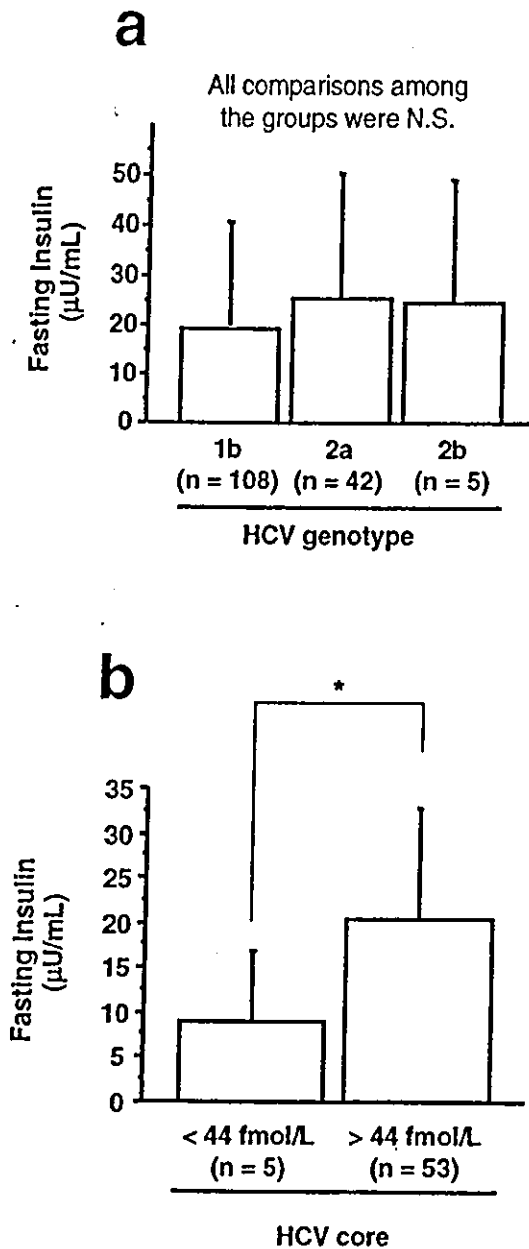 a
All comparisons among
the groups were N.S.
Fasting Insulin
(µU/mL)
50
40
30
20
10
0
1b 2a 2b
(n = 108) (n = 42) (n = 5)
HCV genotype
b
*
Fasting Insulin
(µU/mL)
35
30
25
20
15
10
5
0
< 44 fmol/L > 44 fmol/L
(n = 5) (n = 53)
HCV core